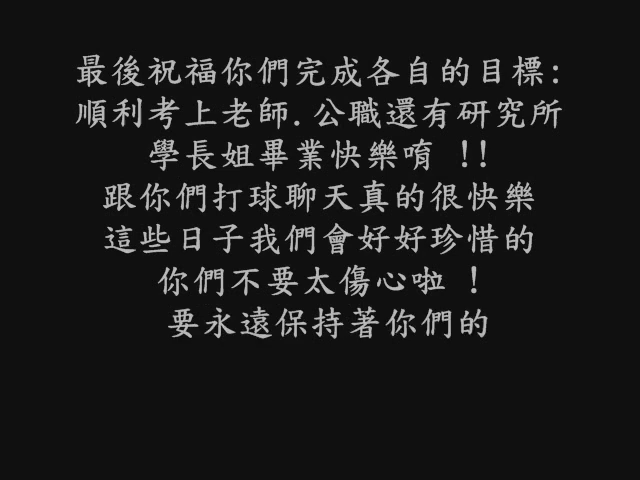 最後祝福你們完成各自的目標:
順利考上老師.公職還有研究所
學長姐畢業快樂唷 !!
跟你們打球聊天真的很快樂
這些日子我們會好好珍惜的
你們不要太傷心啦 !
要永遠保持著你們的